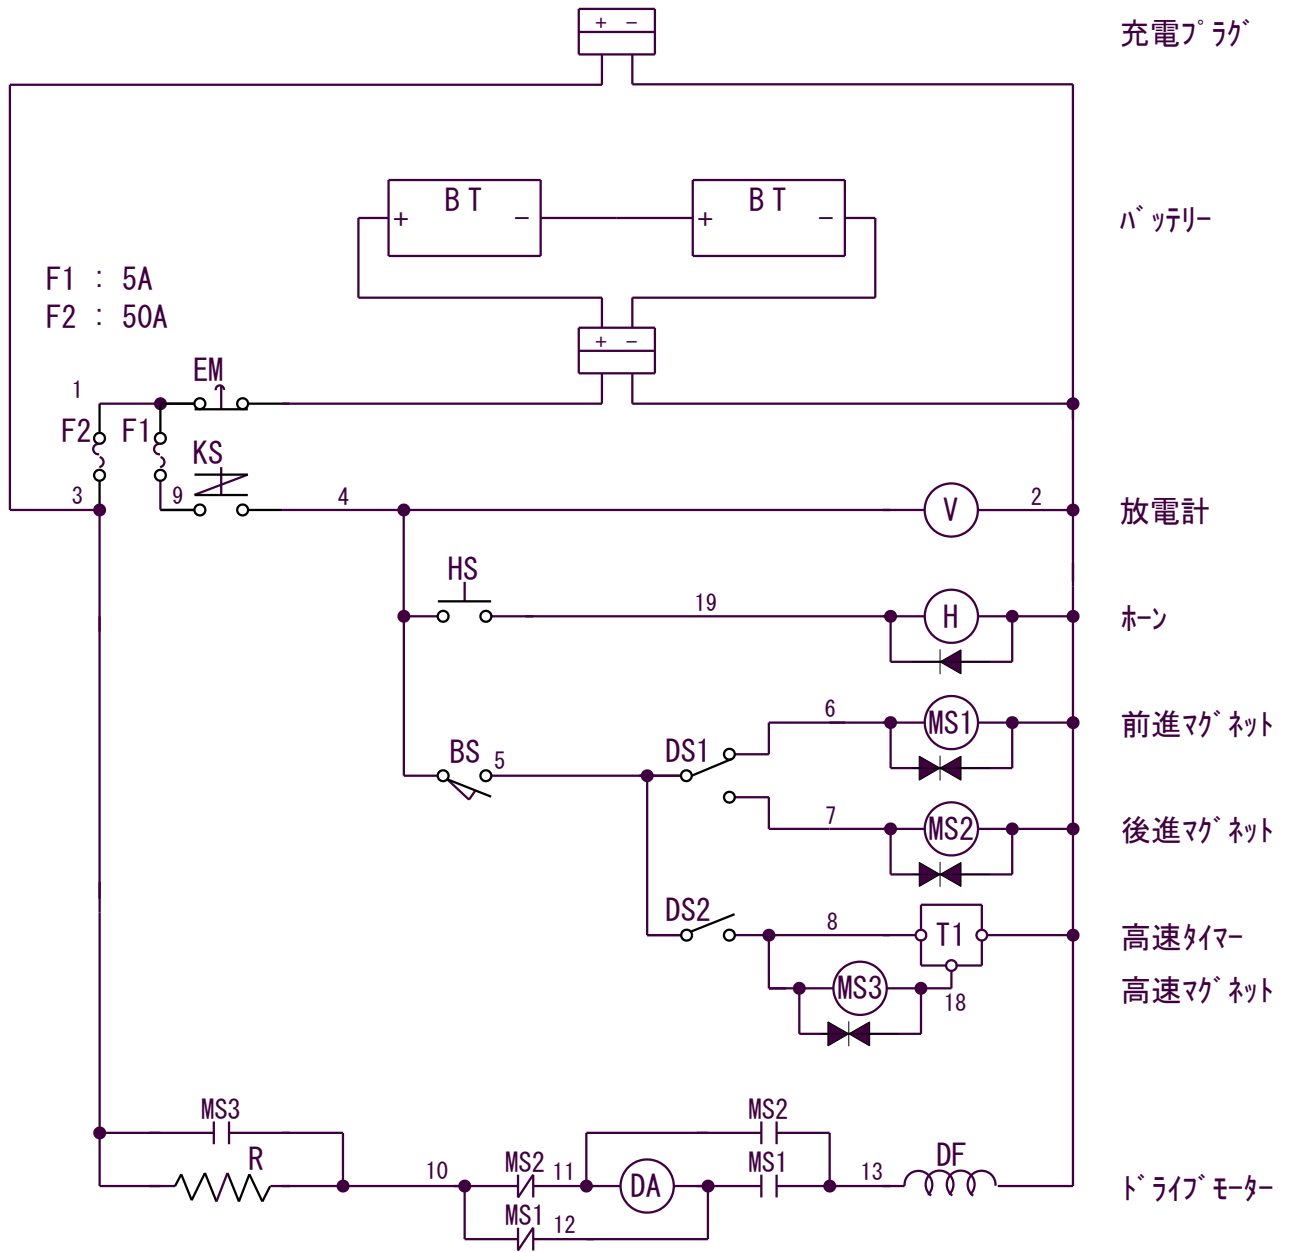 + −
充電プラグ
BT
BT
+ −
+ −
バッテリー
F1 : 5A
F2 : 50A
+ −
EM
1
F2
F1
KS
3
9
4
V
2
放電計
HS
19
H
ホーン
6
MS1
前進マグネット
BS
5
DS1
7
MS2
後進マグネット
DS2
8
T1
高速タイマー
MS3
18
高速マグネット
MS3
MS2
R
10
MS2
11
DA
MS1
13
DF
ドライブモーター
MS1
12